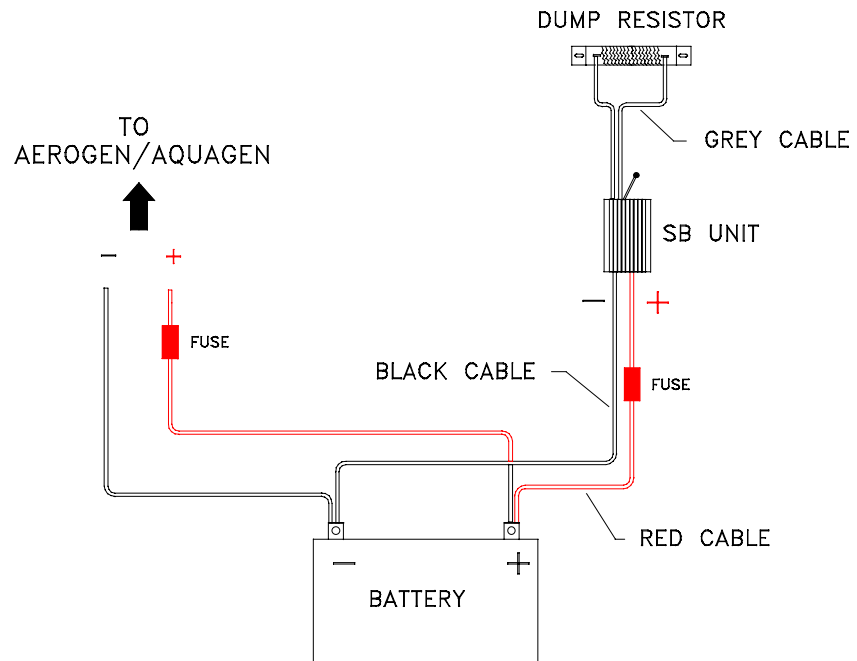 DUMP RESISTOR
TO
AEROGEN/AQUAGEN
GREY CABLE
SB UNIT
− +
− +
FUSE
BLACK CABLE
FUSE
RED CABLE
− +
BATTERY